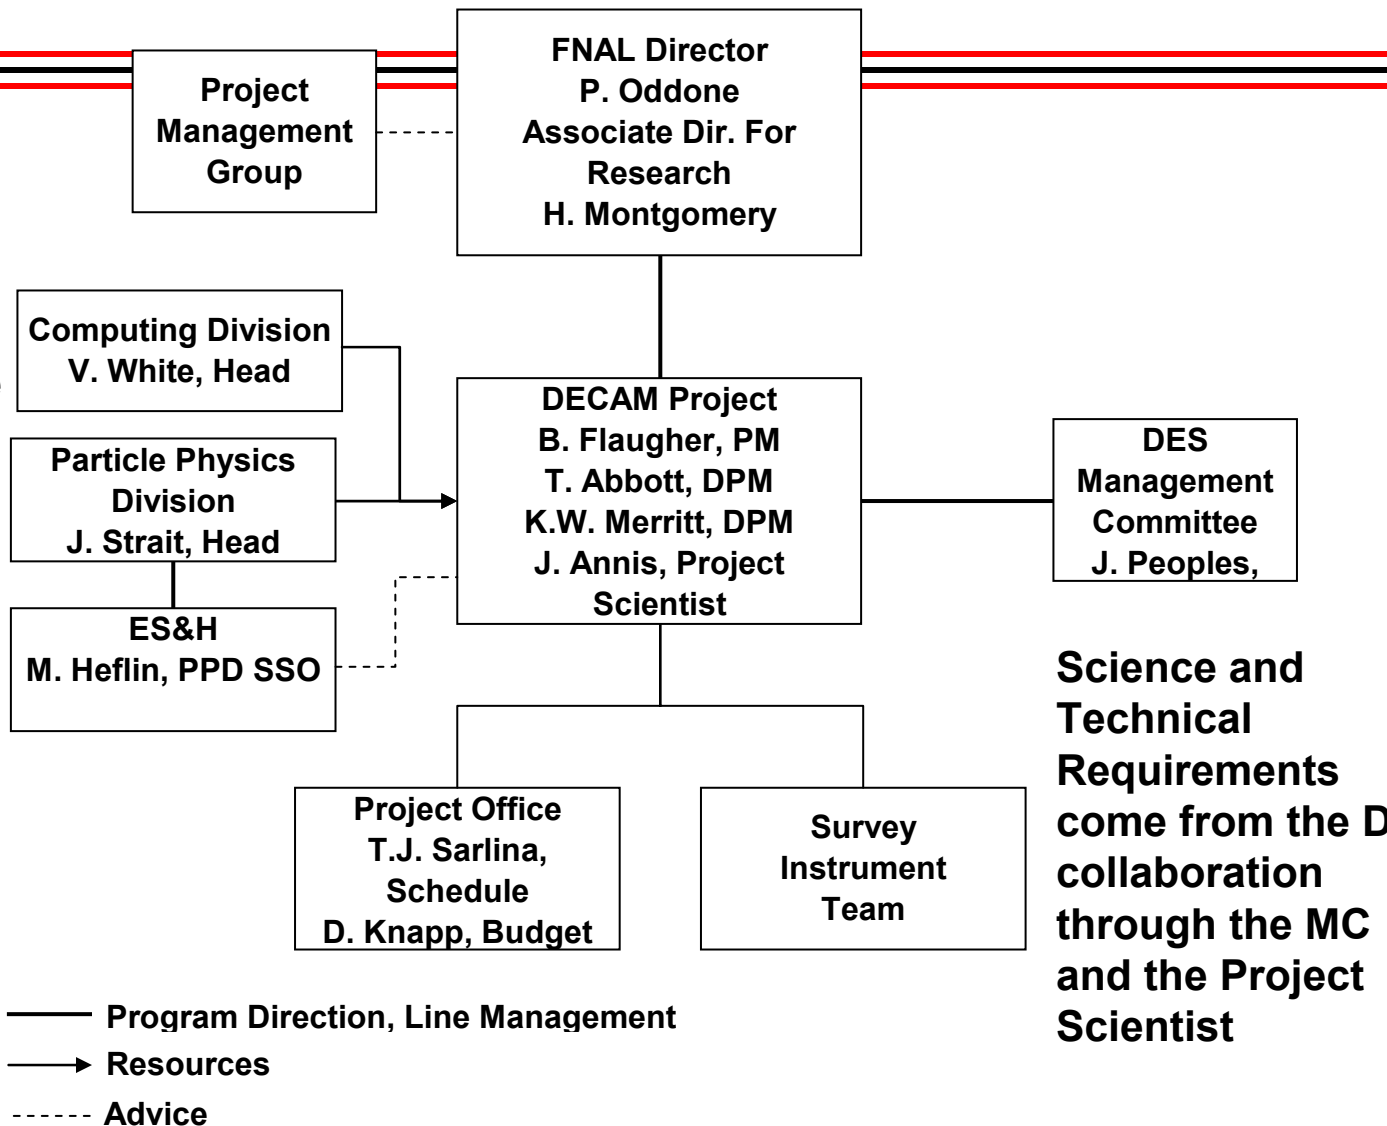 Project
Management
Group
FNAL Director
P. Oddone
Associate Dir. For
Research
H. Montgomery
Computing Division
V. White, Head
Particle Physics
Division
J. Strait, Head
ES&H
M. Heflin, PPD SSO
DECAM Project
B. Flaugher, PM
T. Abbott, DPM
K.W. Merritt, DPM
J. Annis, Project
Scientist
DES
Management
Committee
J. Peoples,
Project Office
T.J. Sarlina,
Schedule
D. Knapp, Budget
Survey
Instrument
Team
Science and
Technical
Requirements
come from the D
collaboration
through the MC
and the Project
Scientist
Program Direction, Line Management
Resources
Advice